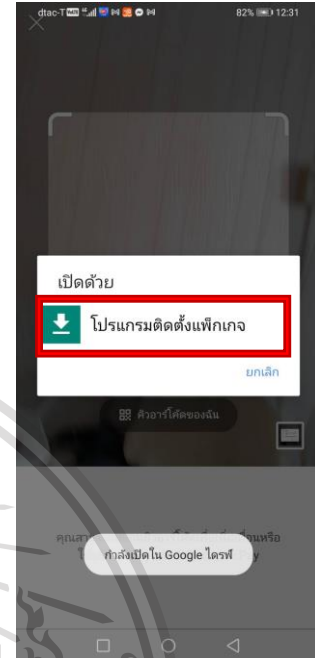 dtac-T 82% 12:31
เปิดด้วย
โปรแกรมติดตั้งแพ็กเกจ
ยกเลิก
คิวอาร์โค้ดของฉัน
กำลังเปิดใน Google ไดรฟ์